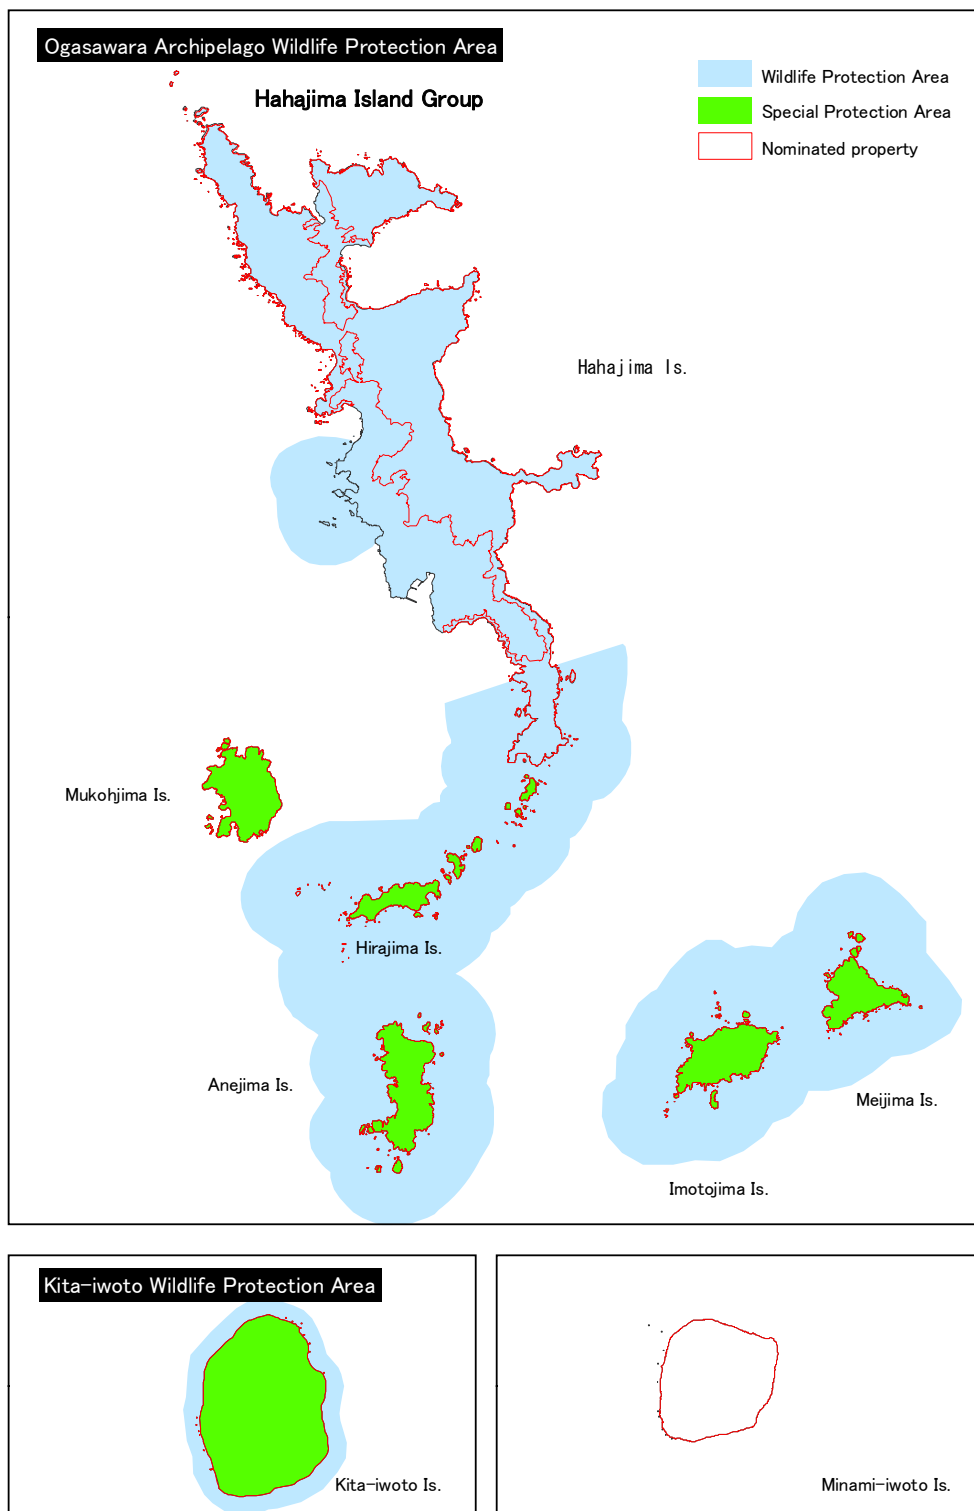 Ogasawara Archipelago Wildlife Protection Area
Hahajima Island Group
Wildlife Protection Area
Special Protection Area
Nominated property
Hahajima Is.
Mukohjima Is.
Hirajima Is.
Anejima Is.
Meijima Is.
Imotojima Is.
Kita-iwoto Wildlife Protection Area
Kita-iwoto Is.
Minami-iwoto Is.